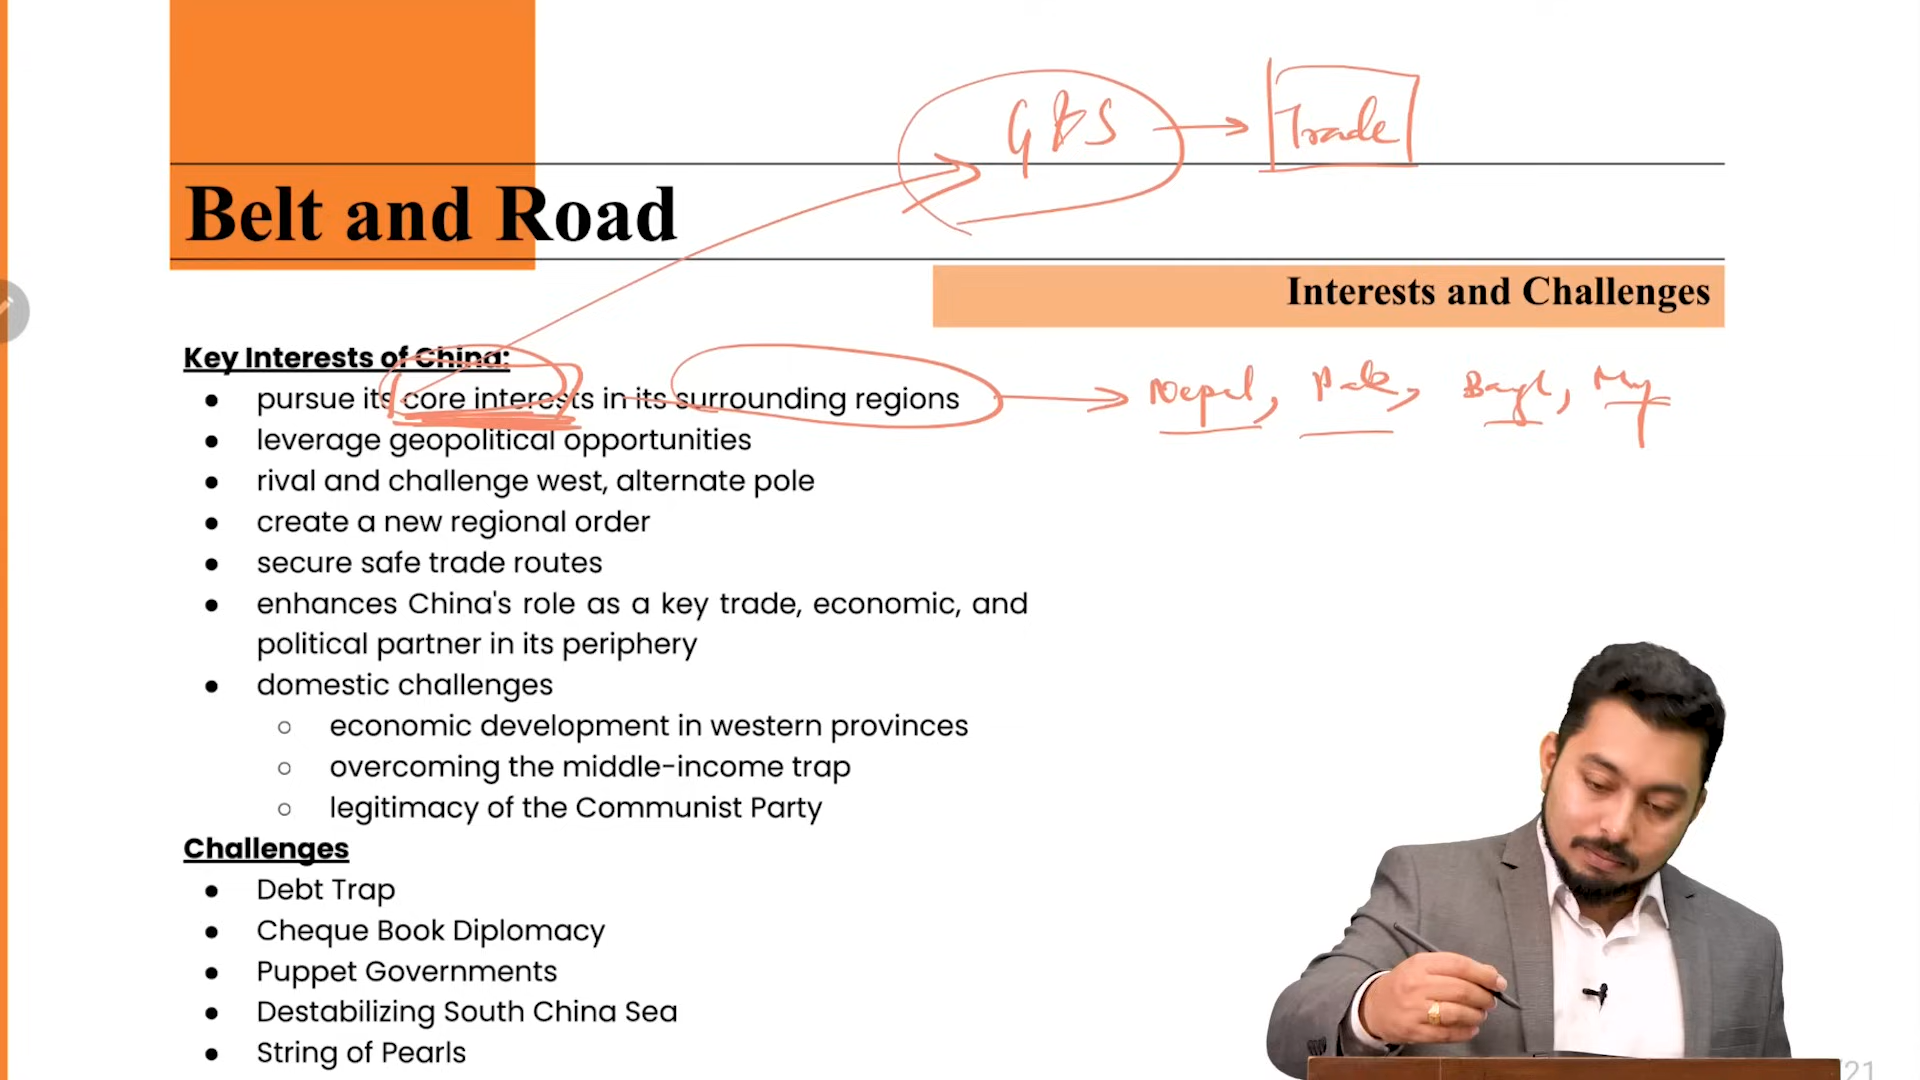 G&S → Trade
Belt and Road
Interests and Challenges
Key Interests of China:
● pursue its core interests in its surrounding regions → Nepal, Pak, Bangl, My
● leverage geopolitical opportunities
● rival and challenge west, alternate pole
● create a new regional order
● secure safe trade routes
● enhances China's role as a key trade, economic, and
political partner in its periphery
● domestic challenges
○ economic development in western provinces
○ overcoming the middle-income trap
○ legitimacy of the Communist Party
Challenges
● Debt Trap
● Cheque Book Diplomacy
● Puppet Governments
● Destabilizing South China Sea
● String of Pearls
21